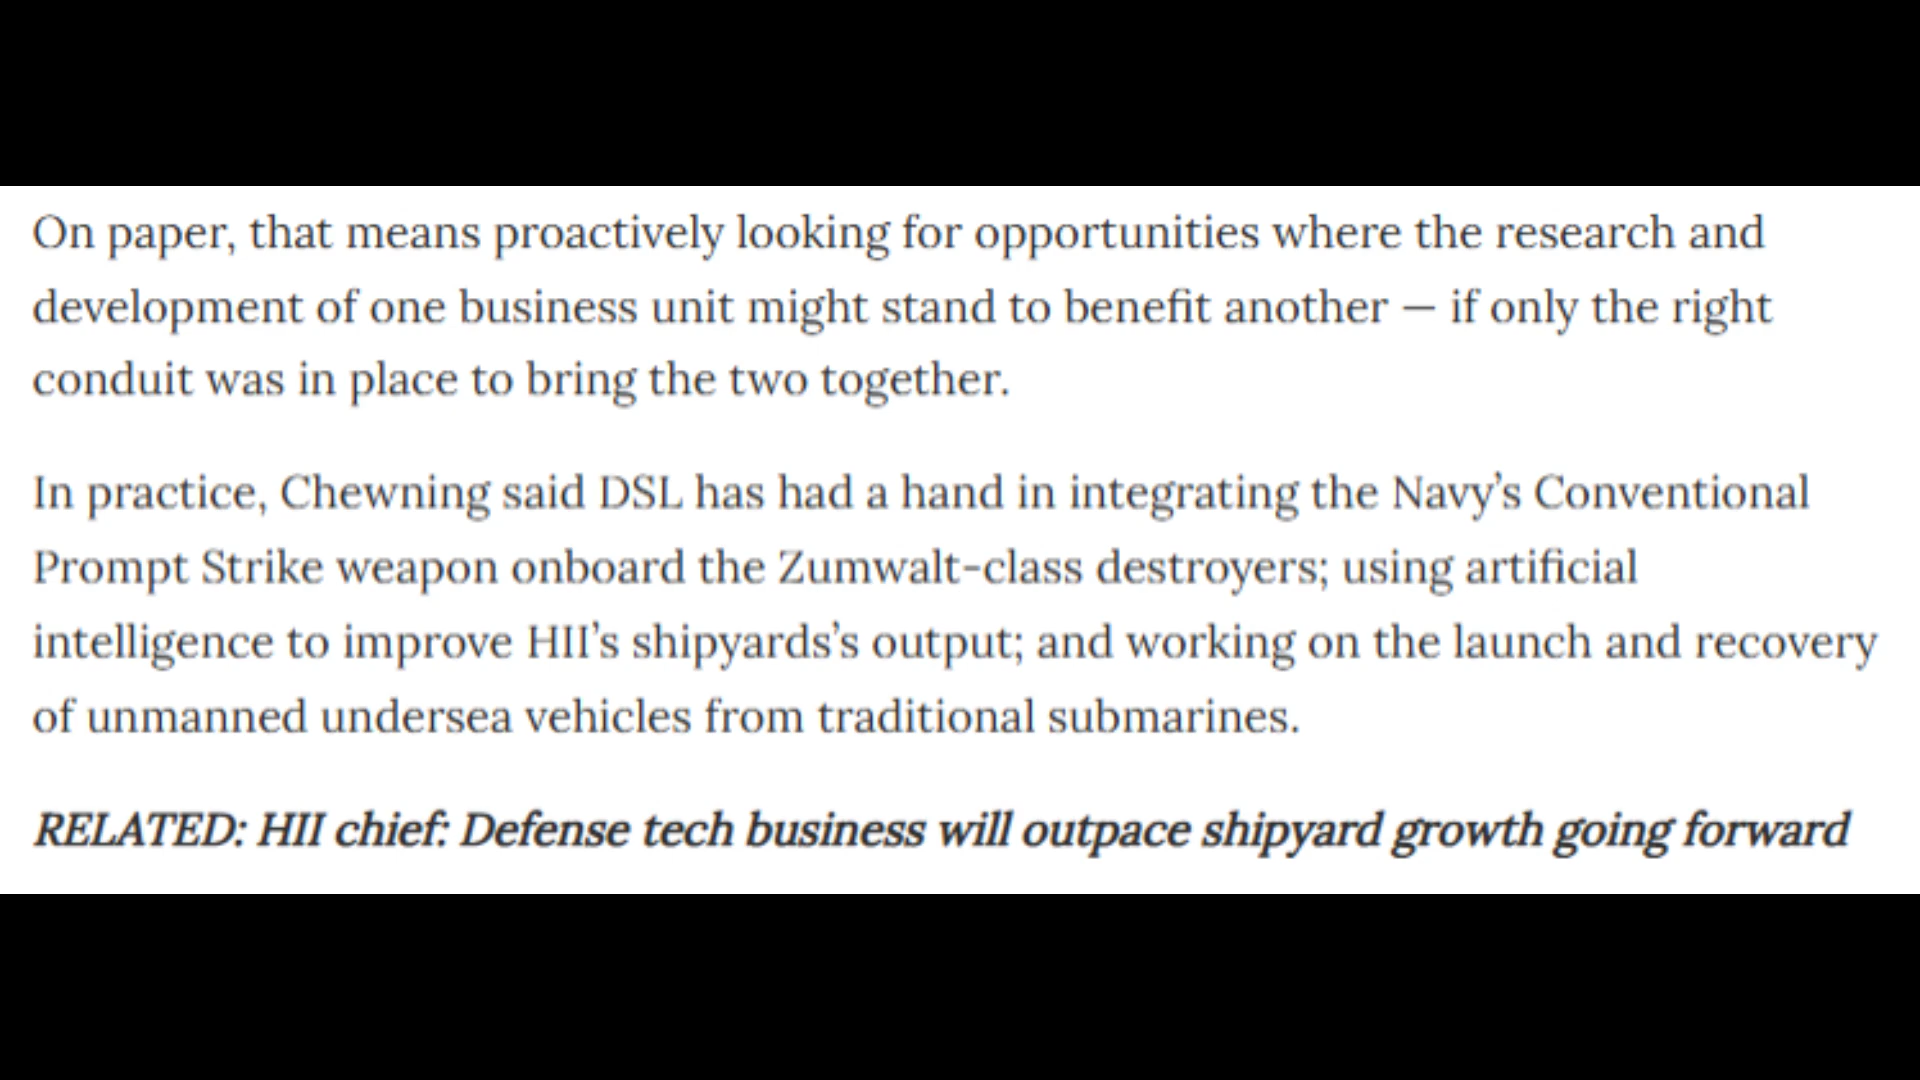 On paper, that means proactively looking for opportunities where the research and
development of one business unit might stand to benefit another — if only the right
conduit was in place to bring the two together.
In practice, Chewning said DSL has had a hand in integrating the Navy’s Conventional
Prompt Strike weapon onboard the Zumwalt-class destroyers; using artificial
intelligence to improve HII’s shipyards’s output; and working on the launch and recovery
of unmanned undersea vehicles from traditional submarines.
RELATED: HII chief: Defense tech business will outpace shipyard growth going forward